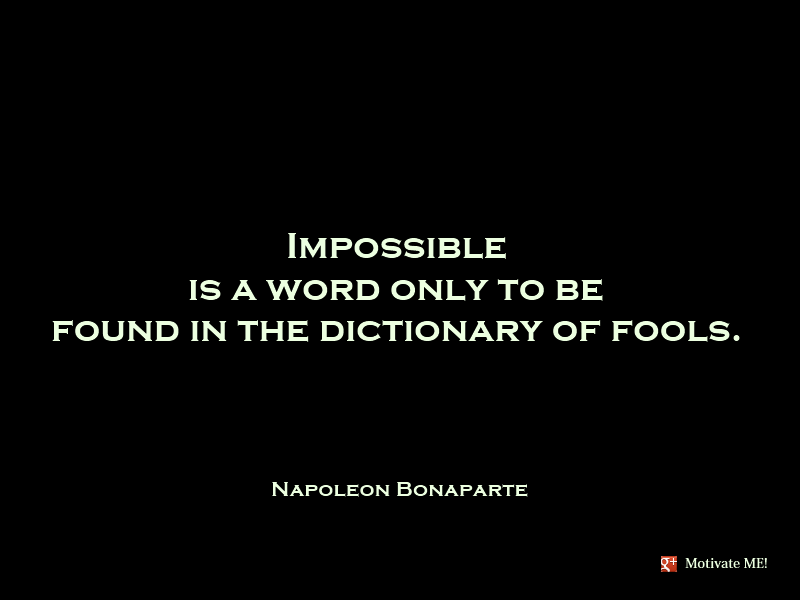 Impossible
is a word only to be
found in the dictionary of fools.
Napoleon Bonaparte
g+ Motivate ME!